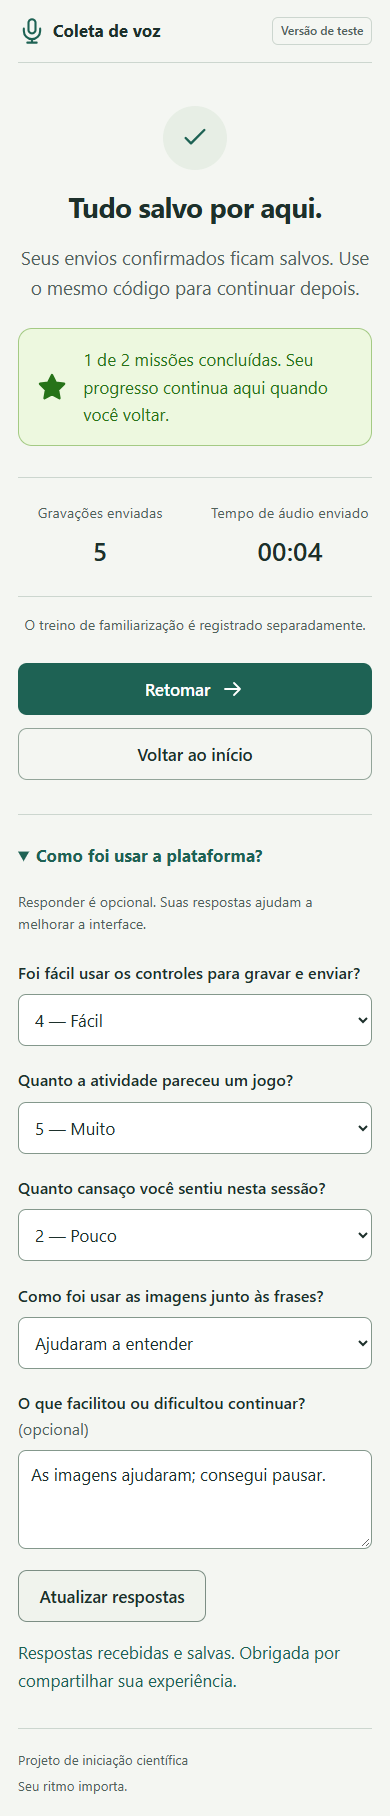 Coleta de voz
Versão de teste
Tudo salvo por aqui.
Seus envios confirmados ficam salvos. Use
o mesmo código para continuar depois.
1 de 2 missões concluídas. Seu
progresso continua aqui quando
você voltar.
Gravações enviadas
Tempo de áudio enviado
5
00:04
O treino de familiarização é registrado separadamente.
Retomar →
Voltar ao início
▼ Como foi usar a plataforma?
Responder é opcional. Suas respostas ajudam a
melhorar a interface.
Foi fácil usar os controles para gravar e enviar?
4 — Fácil
Quanto a atividade pareceu um jogo?
5 — Muito
Quanto cansaço você sentiu nesta sessão?
2 — Pouco
Como foi usar as imagens junto às frases?
Ajudaram a entender
O que facilitou ou dificultou continuar?
(opcional)
As imagens ajudaram; consegui pausar.
Atualizar respostas
Respostas recebidas e salvas. Obrigada por
compartilhar sua experiência.
Projeto de iniciação científica
Seu ritmo importa.